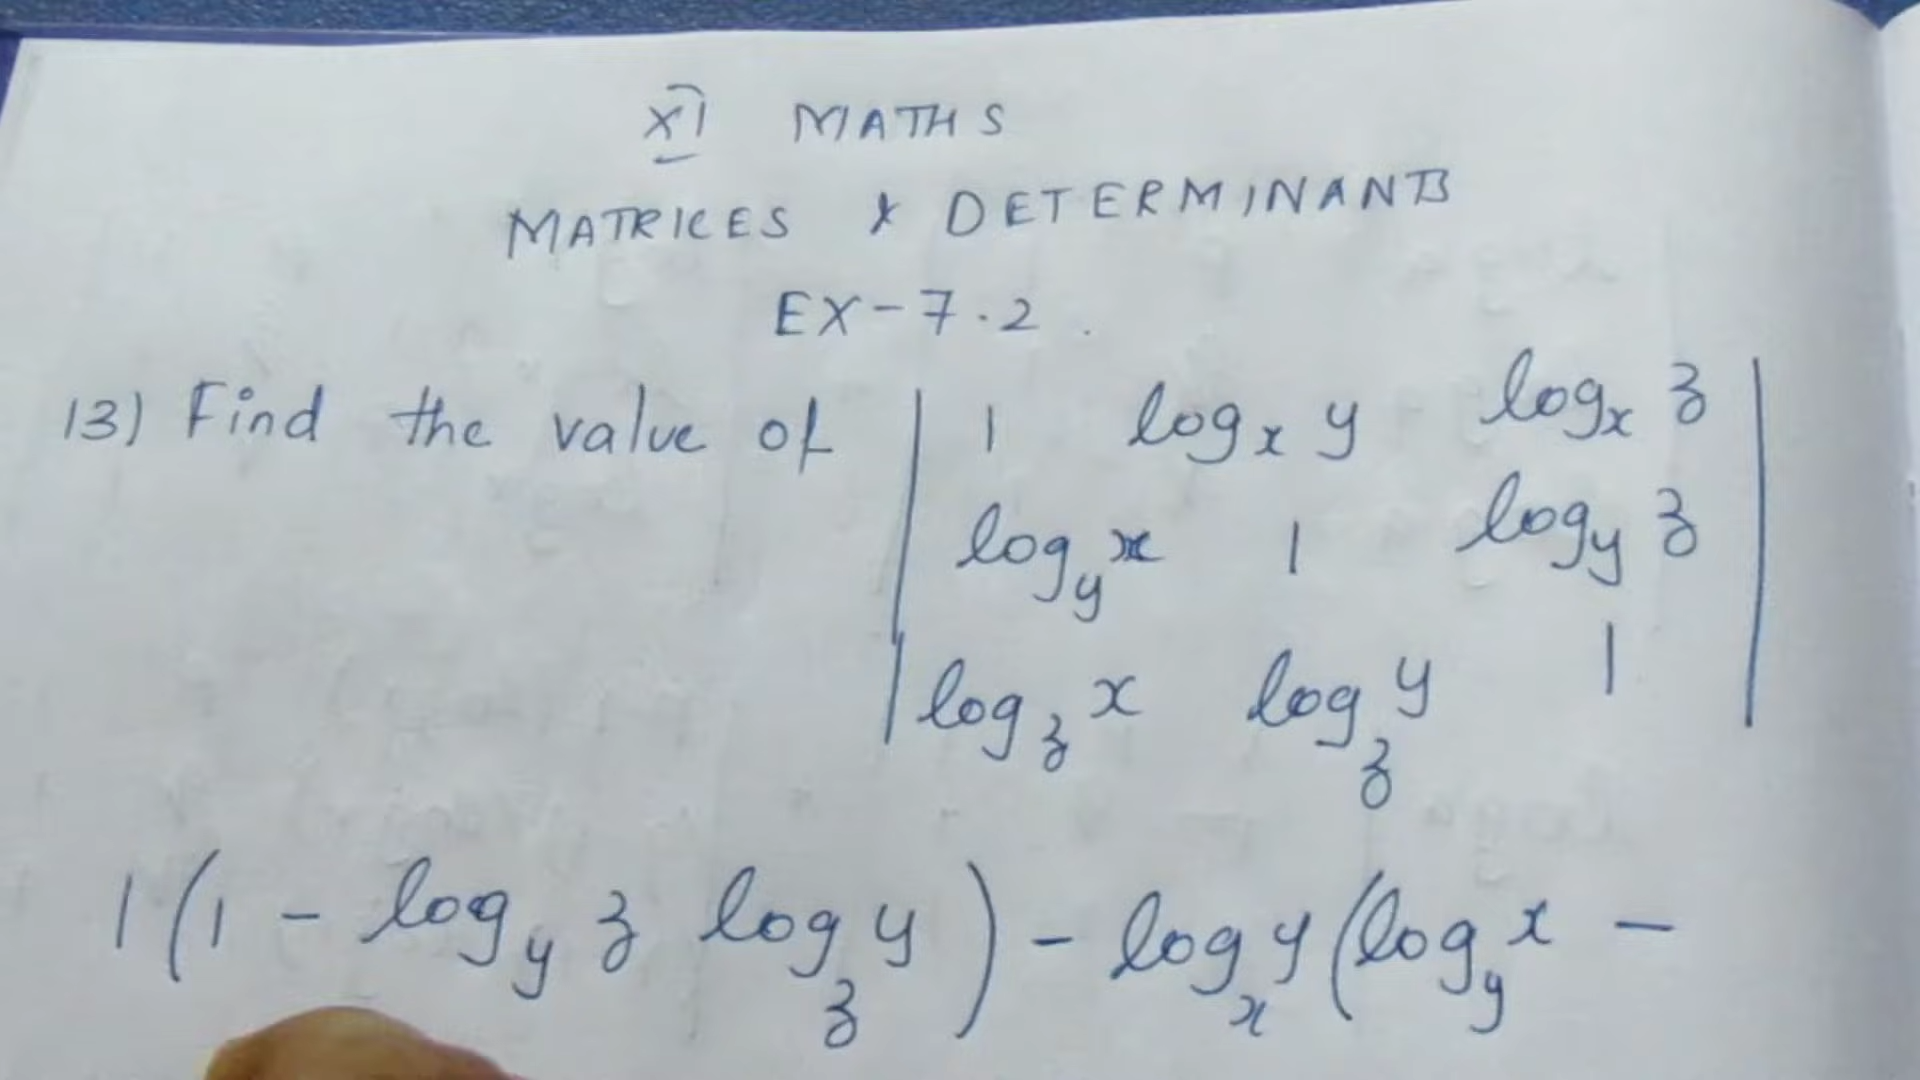 XI MATHS
MATRICES & DETERMINANTS
EX-7.2.
13) Find the value of | 1 log_x y log_x z |
| log_y x 1 log_y z |
| log_z x log_z y 1 |
1(1 - log_y z log_z y) - log_x y (log_y x -